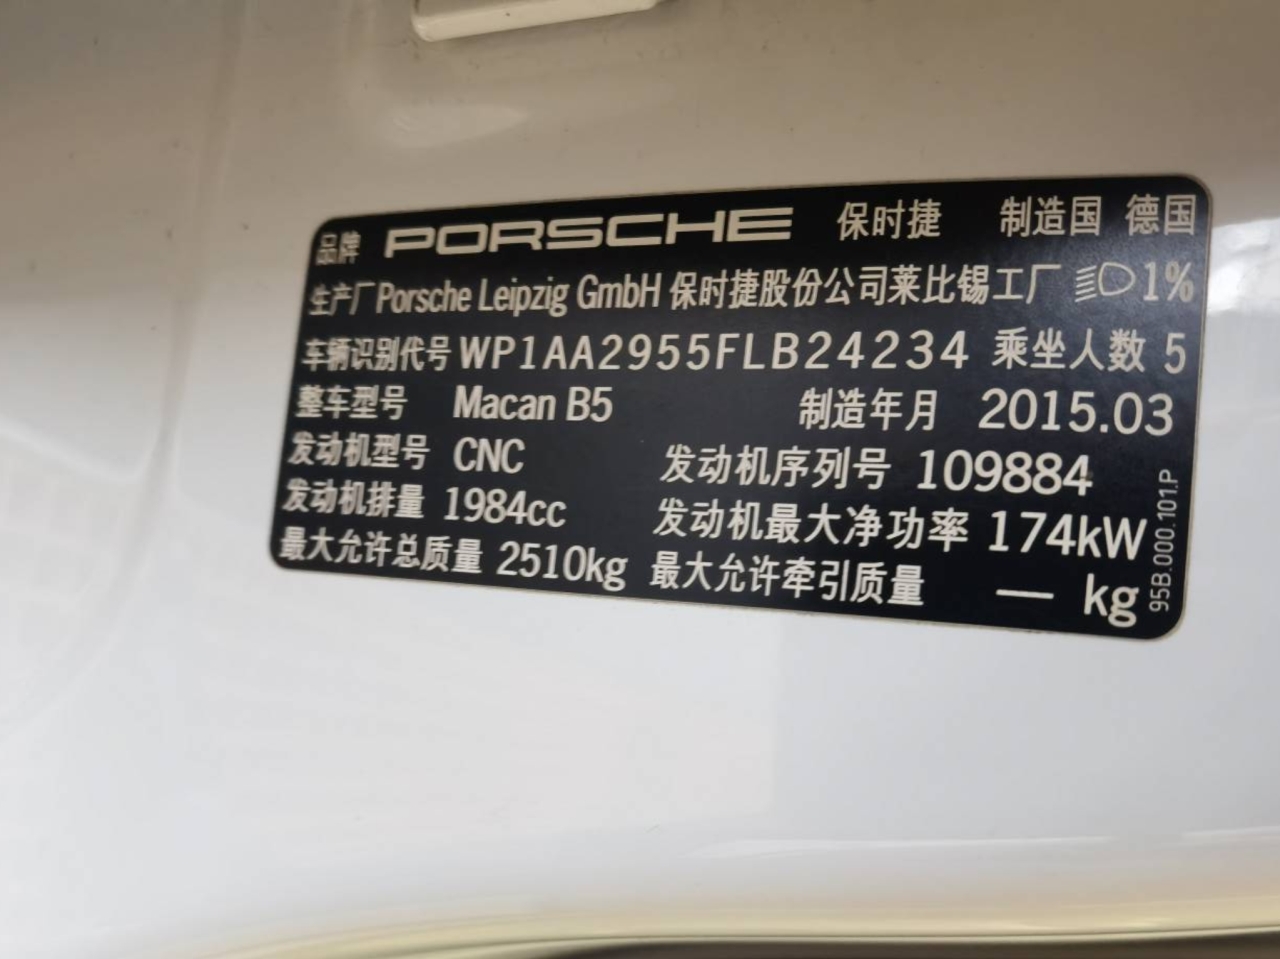 品牌 PORSCHE 保时捷 制造国 德国
生产厂 Porsche Leipzig GmbH 保时捷股份公司莱比锡工厂 1%
车辆识别代号 WP1AA2955FLB24234 乘坐人数 5
整车型号 Macan B5 制造年月 2015.03
发动机型号 CNC 发动机序列号 109884
发动机排量 1984cc 发动机最大净功率 174kW
最大允许总质量 2510kg 最大允许牵引质量 — kg
95B.000.101.P